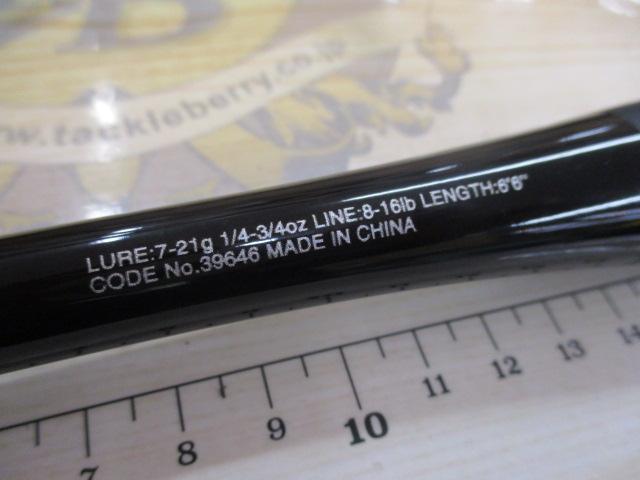 www.tackleberry.co.jp
LURE:7-21g 1/4-3/4oz LINE:8-16lb LENGTH:6'6"
CODE No.39646 MADE IN CHINA
7 8 9 10 11 12 13 14